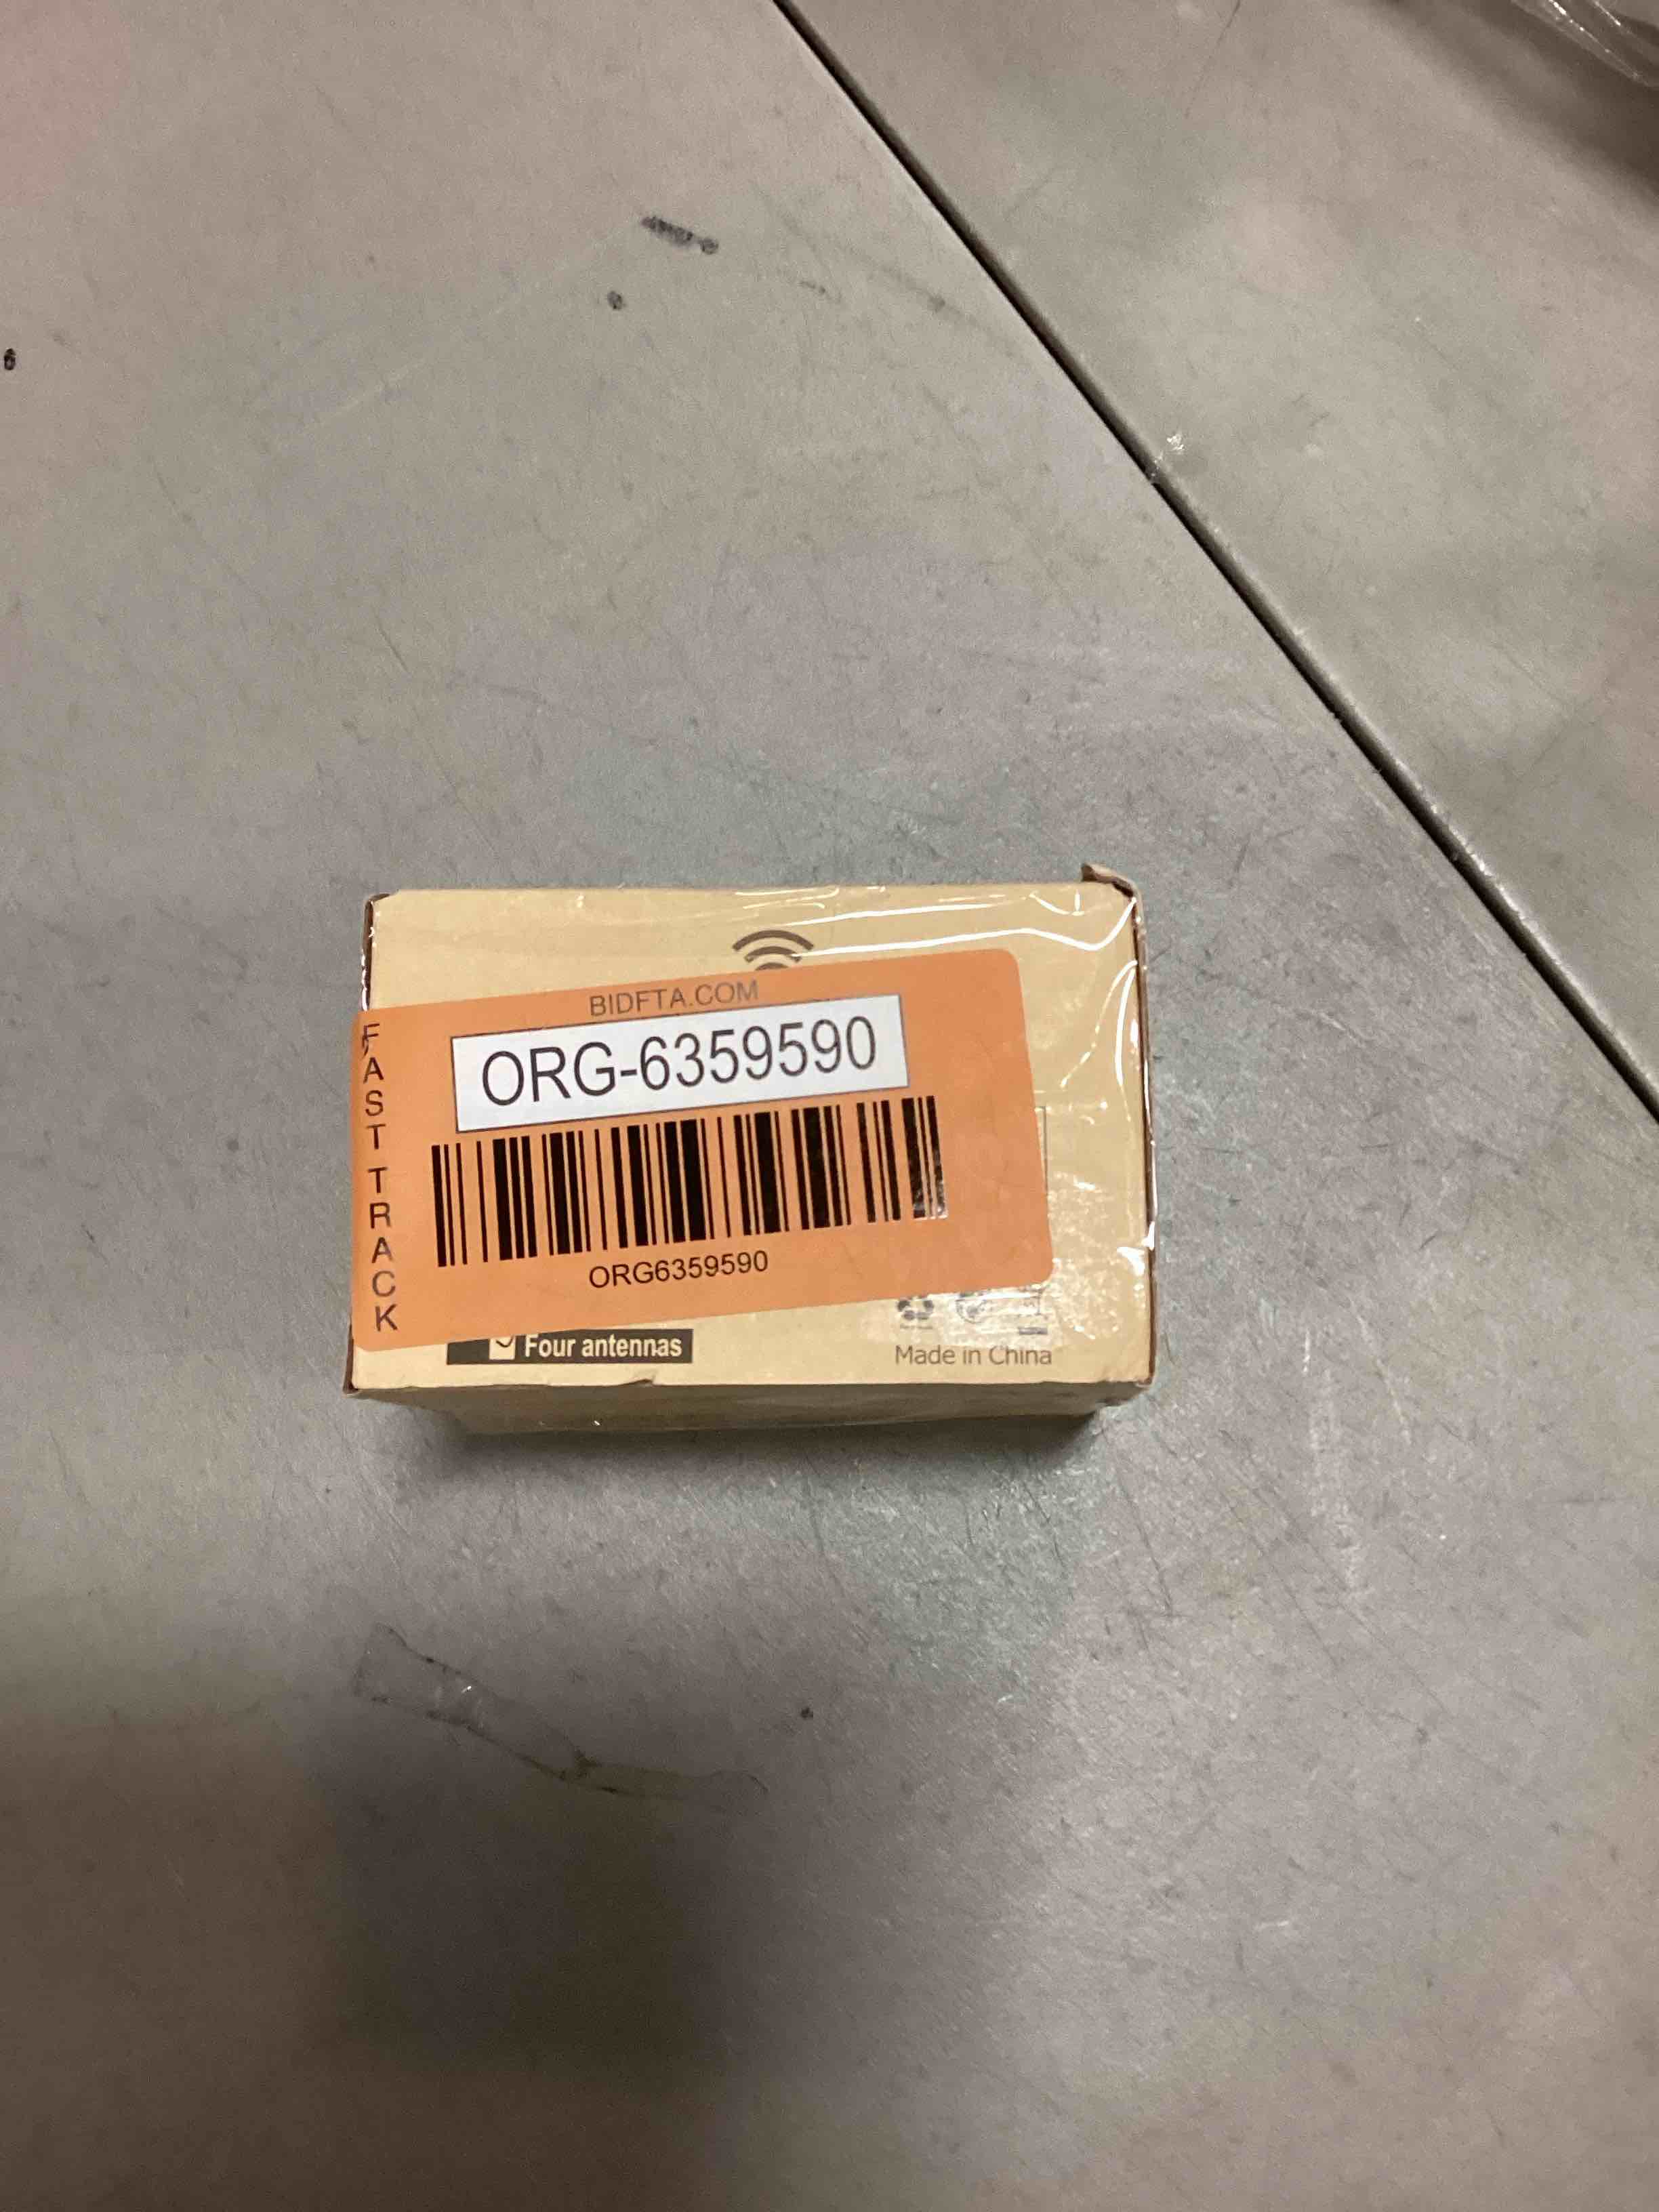 BIDFTA.COM
ORG-6359590
FAST TRACK
ORG6359590
Four antennas
Made in China